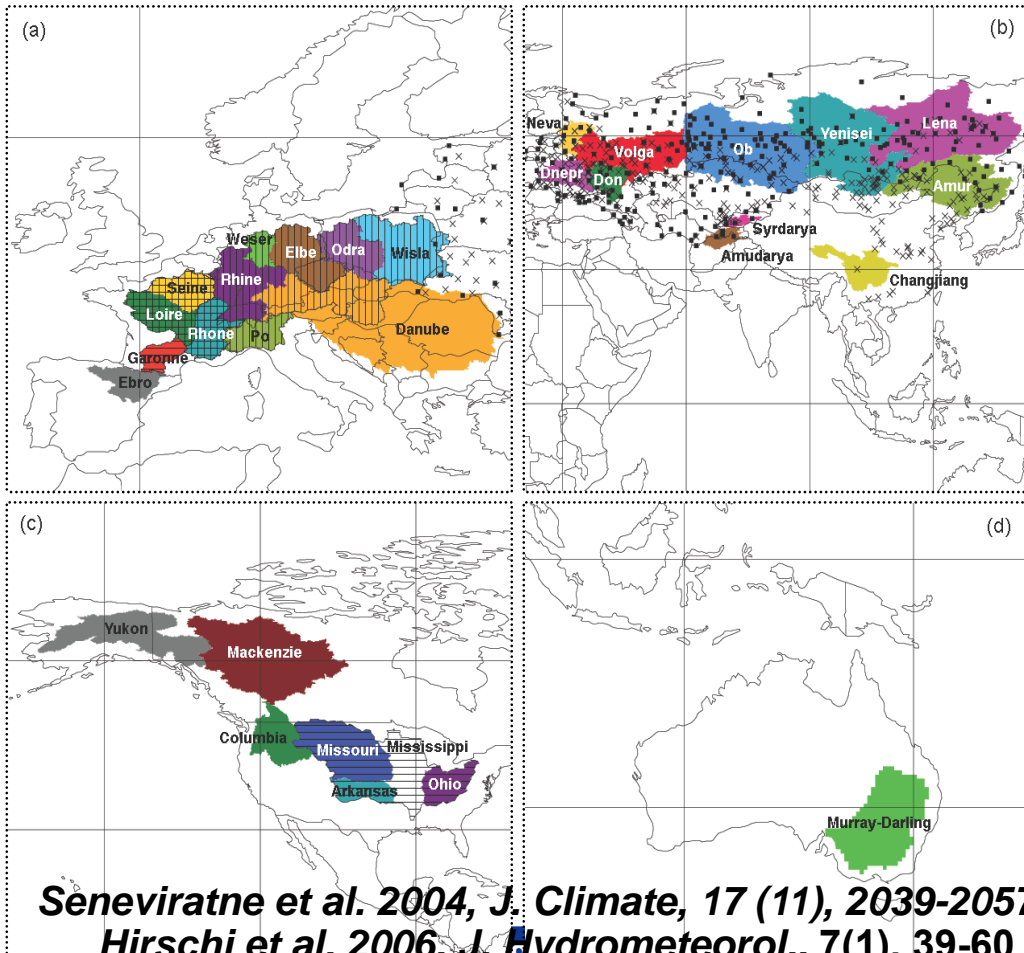 (a)
Weser
Elbe
Odra
Wisla
Rhine
Seine
Loire
Rhone
Po
Danube
Garonne
Ebro
(b)
Neva
Volga
Ob
Yenisei
Lena
Dnepr
Don
Amur
Syrdarya
Amudarya
Changjiang
(c)
Yukon
Mackenzie
Columbia
Missouri
Mississippi
Arkansas
Ohio
(d)
Murray-Darling
Seneviratne et al. 2004, J. Climate, 17 (11), 2039-2057
Hirschi et al. 2006, J. Hydrometeorol., 7(1), 39-60